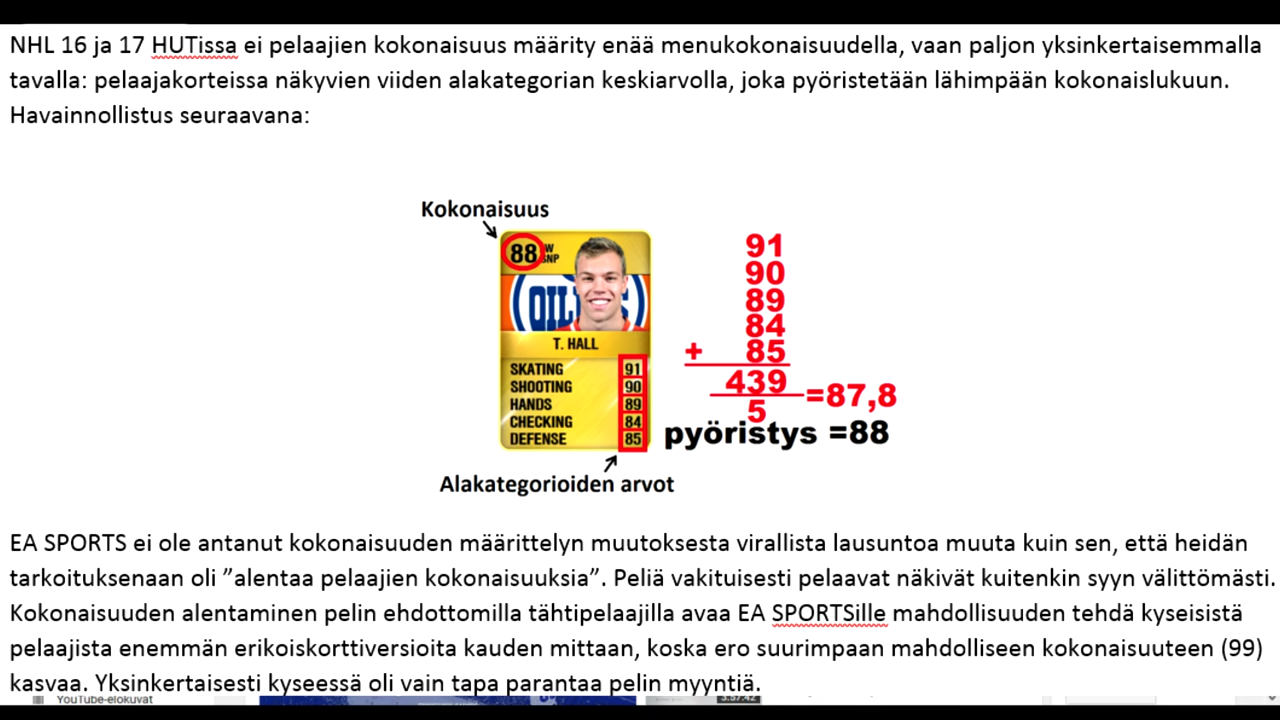 NHL 16 ja 17 HUTissa ei pelaajien kokonaisuus määrity enää menukokonaisuudella, vaan paljon yksinkertaisemmalla
tavalla: pelaajakorteissa näkyvien viiden alakategorian keskiarvolla, joka pyöristetään lähimpään kokonaislukuun.
Havainnollistus seuraavana:
Kokonaisuus
88 W
SNP
OIL
T. HALL
SKATING 91
SHOOTING 90
HANDS 89
CHECKING 84
DEFENSE 85
Alakategorioiden arvot
91
90
89
84
+ 85
439
5
=87,8
pyöristys =88
EA SPORTS ei ole antanut kokonaisuuden määrittelyn muutoksesta virallista lausuntoa muuta kuin sen, että heidän
tarkoituksenaan oli ”alentaa pelaajien kokonaisuuksia”. Peliä vakituisesti pelaavat näkivät kuitenkin syyn välittömästi.
Kokonaisuuden alentaminen pelin ehdottomilla tähtipelaajilla avaa EA SPORTSille mahdollisuuden tehdä kyseisistä
pelaajista enemmän erikoiskorttiversioita kauden mittaan, koska ero suurimpaan mahdolliseen kokonaisuuteen (99)
kasvaa. Yksinkertaisesti kyseessä oli vain tapa parantaa pelin myyntiä.
YouTube-elokuvat
3:57:42